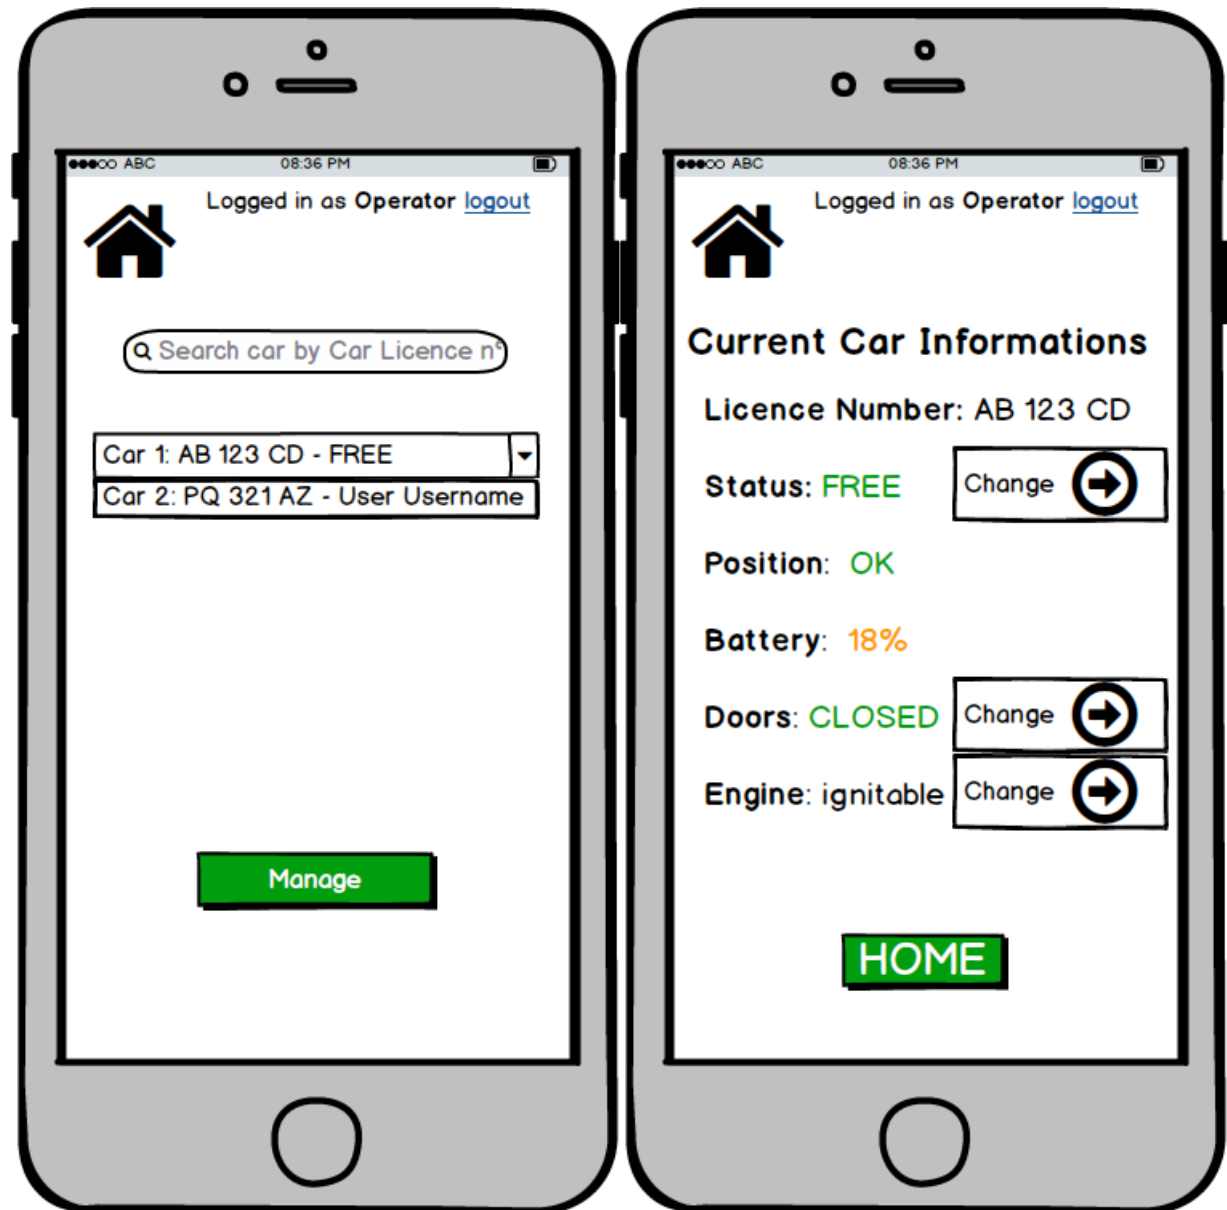 ABC 08:36 PM
Logged in as Operator logout
Search car by Car Licence n°
Car 1: AB 123 CD - FREE
Car 2: PQ 321 AZ - User Username
Manage
ABC 08:36 PM
Logged in as Operator logout
Current Car Informations
Licence Number: AB 123 CD
Status: FREE Change
Position: OK
Battery: 18%
Doors: CLOSED Change
Engine: ignitable Change
HOME